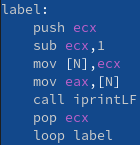 label:
    push ecx
    sub ecx,1
    mov [N],ecx
    mov eax,[N]
    call iprintLF
    pop ecx
    loop label